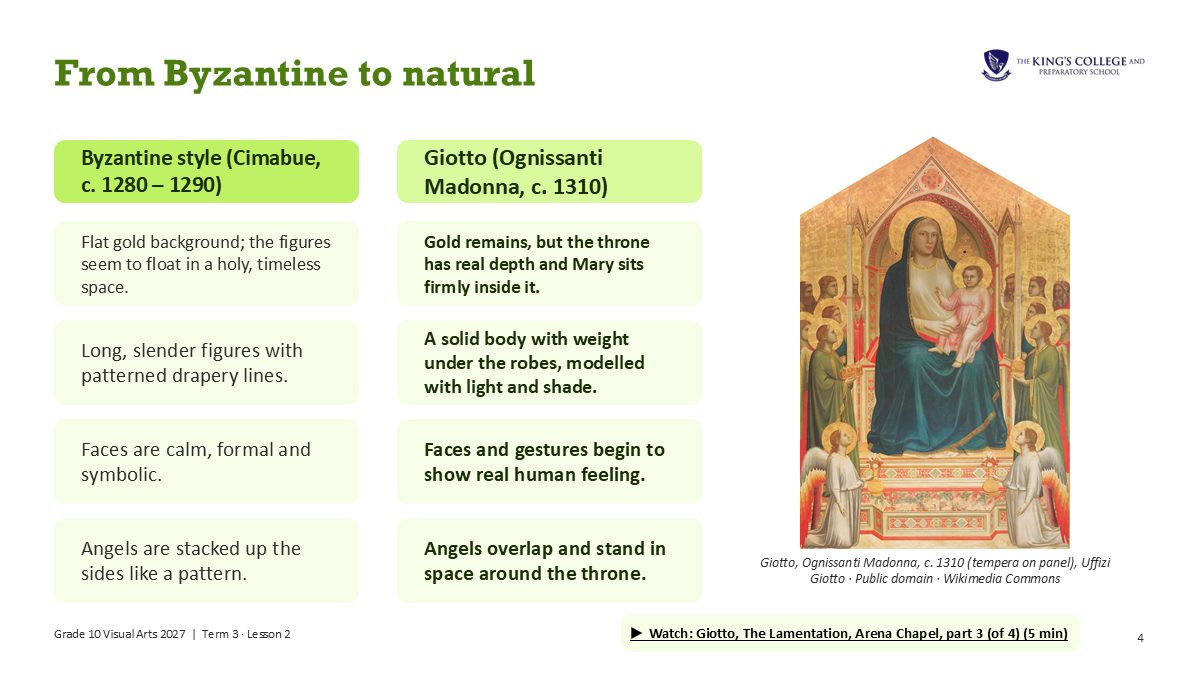 From Byzantine to natural
THE KING'S COLLEGE AND
PREPARATORY SCHOOL
Byzantine style (Cimabue,
c. 1280 – 1290)
Giotto (Ognissanti
Madonna, c. 1310)
Flat gold background; the figures
seem to float in a holy, timeless
space.
Gold remains, but the throne
has real depth and Mary sits
firmly inside it.
Long, slender figures with
patterned drapery lines.
A solid body with weight
under the robes, modelled
with light and shade.
Faces are calm, formal and
symbolic.
Faces and gestures begin to
show real human feeling.
Angels are stacked up the
sides like a pattern.
Angels overlap and stand in
space around the throne.
Giotto, Ognissanti Madonna, c. 1310 (tempera on panel), Uffizi
Giotto · Public domain · Wikimedia Commons
Grade 10 Visual Arts 2027 | Term 3 · Lesson 2
▶ Watch: Giotto, The Lamentation, Arena Chapel, part 3 (of 4) (5 min)
4